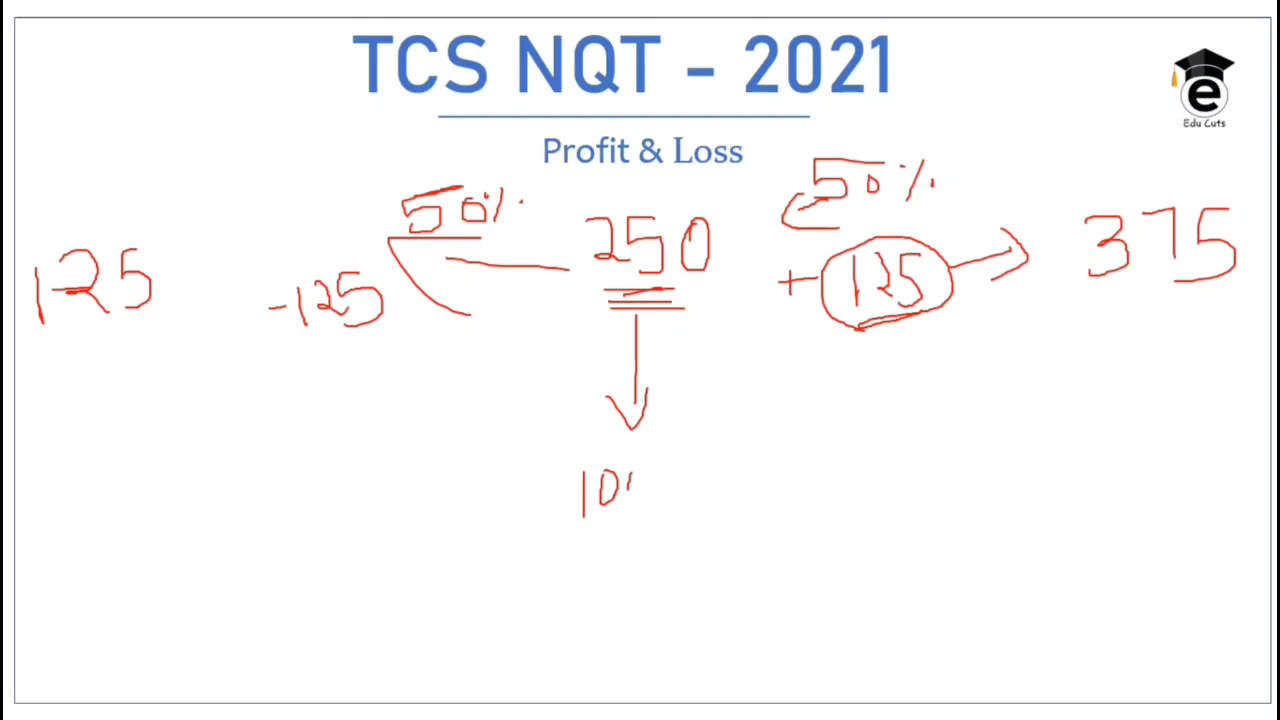 TCS NQT - 2021
e
Edu Cuts
Profit & Loss
50% 250 50%
125 -125 +125 → 375
10